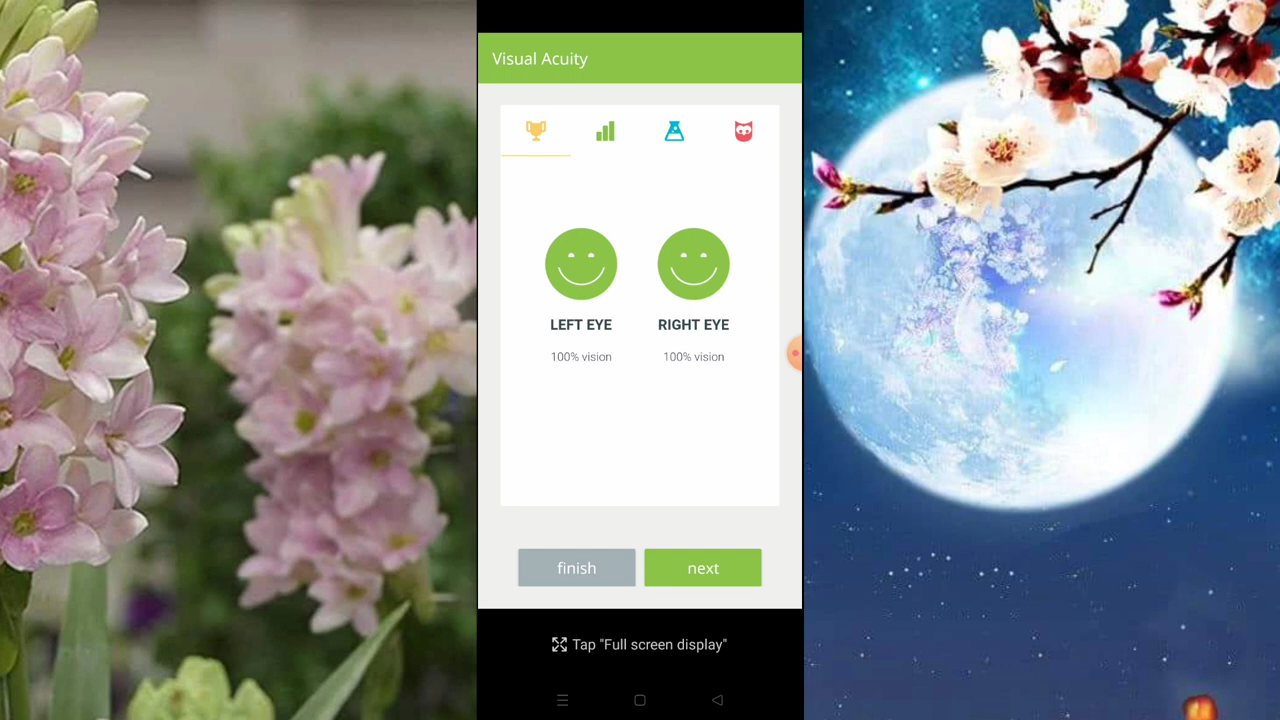 Visual Acuity
LEFT EYE RIGHT EYE
100% vision 100% vision
finish next
Tap "Full screen display"